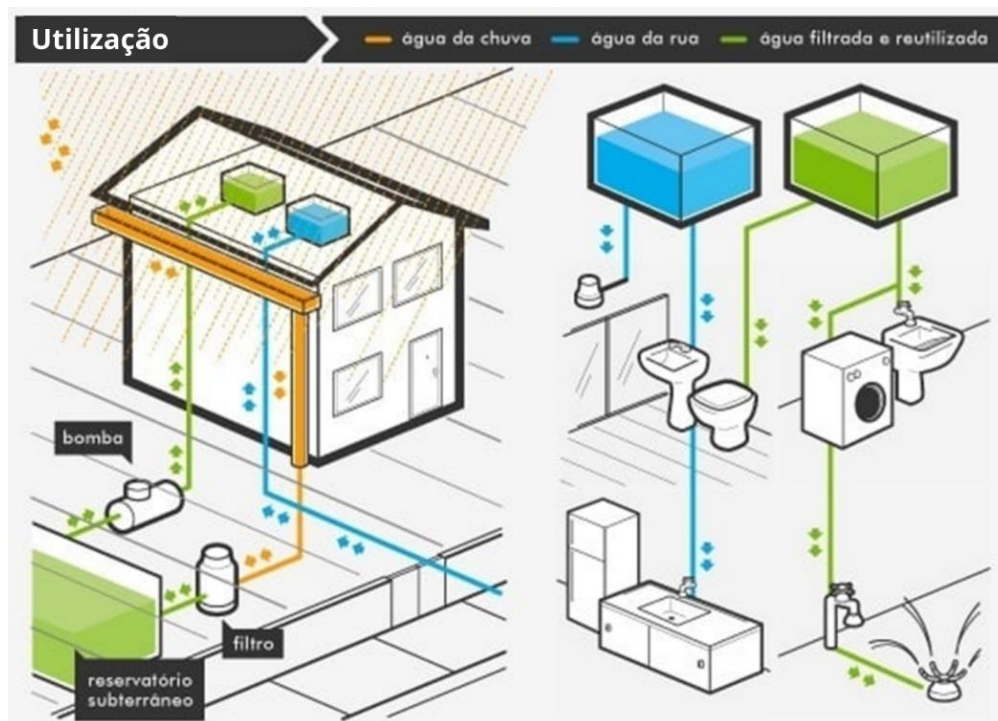 Utilização
água da chuva
água da rua
água filtrada e reutilizada
bomba
filtro
reservatório
subterrâneo